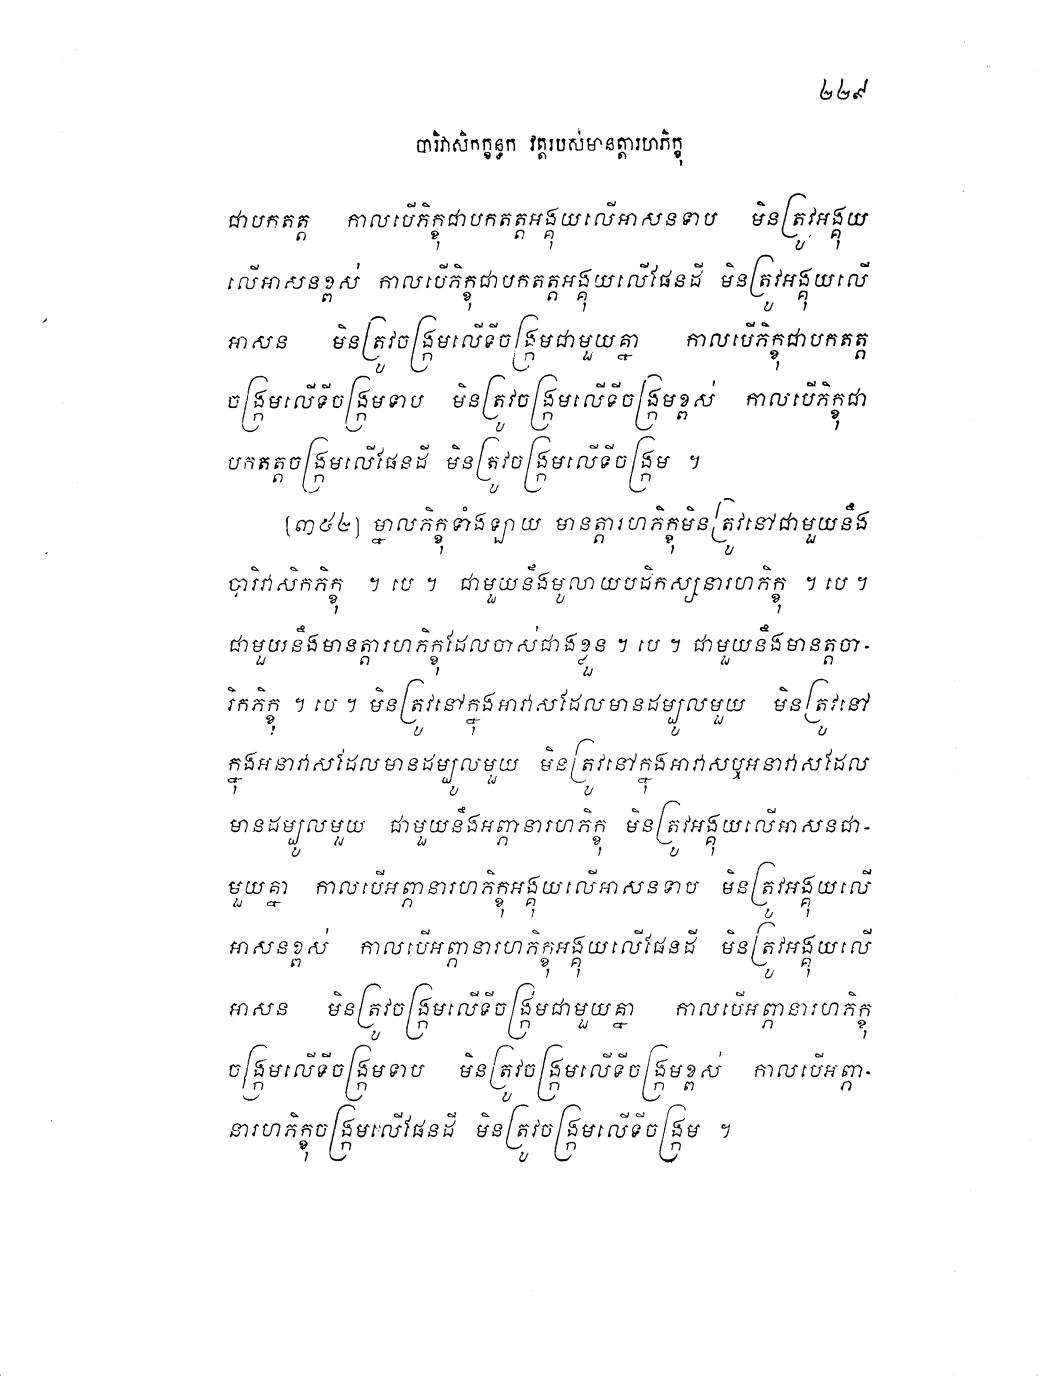 ២២៩
បារិវាសិកក្ខន្ធក វត្តរបស់មានត្តារហភិក្ខុ
ជាបកតត្ត កាលបើភិក្ខុជាបកតត្តអង្គុយលើអាសនទាប មិនត្រូវអង្គុយ
លើអាសនខ្ពស់ កាលបើភិក្ខុជាបកតត្តអង្គុយលើផែនដី មិនត្រូវអង្គុយលើ
អាសន មិនត្រូវចង្ក្រមលើទីចង្ក្រមជាមួយគ្នា កាលបើភិក្ខុជាបកតត្ត
ចង្ក្រមលើទីចង្ក្រមទាប មិនត្រូវចង្ក្រមលើទីចង្ក្រមខ្ពស់ កាលបើភិក្ខុជា
បកតត្តចង្ក្រមលើផែនដី មិនត្រូវចង្ក្រមលើទីចង្ក្រម ។
[៣៤២] ម្នាលភិក្ខុទាំងឡាយ មានត្តារហភិក្ខុមិនត្រូវនៅជាមួយនឹង
បារិវាសិកភិក្ខុ ។ បេ ។ ជាមួយនឹងមូលាយបដិកស្សនារហភិក្ខុ ។ បេ ។
ជាមួយនឹងមានត្តារហភិក្ខុដែលចាស់ជាងខ្លួន ។ បេ ។ ជាមួយនឹងមានត្តចា-
រិកភិក្ខុ ។ បេ ។ មិនត្រូវនៅក្នុងអាវាសដែលមានដម្បូលមួយ មិនត្រូវនៅ
ក្នុងអនាវាសដែលមានដម្បូលមួយ មិនត្រូវនៅក្នុងអាវាសឬអនាវាសដែល
មានដម្បូលមួយ ជាមួយនឹងអព្ភានារហភិក្ខុ មិនត្រូវអង្គុយលើអាសនជា-
មួយគ្នា កាលបើអព្ភានារហភិក្ខុអង្គុយលើអាសនទាប មិនត្រូវអង្គុយលើ
អាសនខ្ពស់ កាលបើអព្ភានារហភិក្ខុអង្គុយលើផែនដី មិនត្រូវអង្គុយលើ
អាសន មិនត្រូវចង្ក្រមលើទីចង្ក្រមជាមួយគ្នា កាលបើអព្ភានារហភិក្ខុ
ចង្ក្រមលើទីចង្ក្រមទាប មិនត្រូវចង្ក្រមលើទីចង្ក្រមខ្ពស់ កាលបើអព្ភា-
នារហភិក្ខុចង្ក្រមលើផែនដី មិនត្រូវចង្ក្រមលើទីចង្ក្រម ។